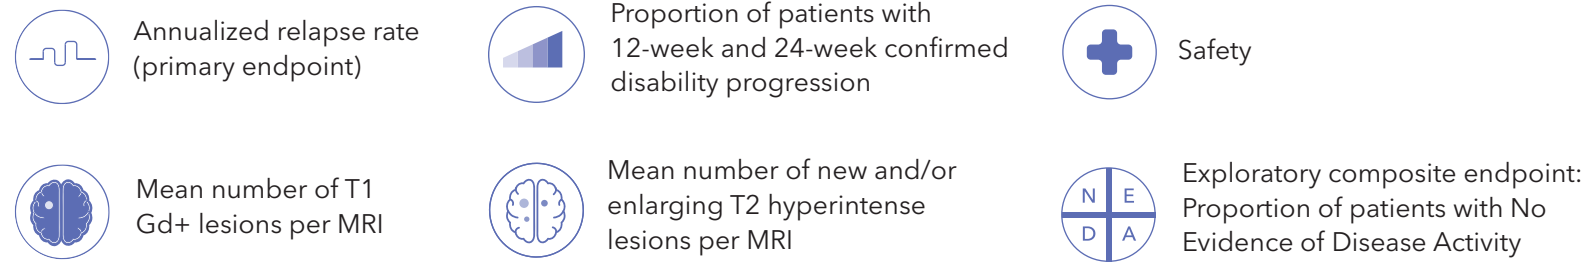 Annualized relapse rate
(primary endpoint)
Proportion of patients with
12-week and 24-week confirmed
disability progression
Safety
Mean number of T1
Gd+ lesions per MRI
Mean number of new and/or
enlarging T2 hyperintense
lesions per MRI
N E
D A
Exploratory composite endpoint:
Proportion of patients with No
Evidence of Disease Activity